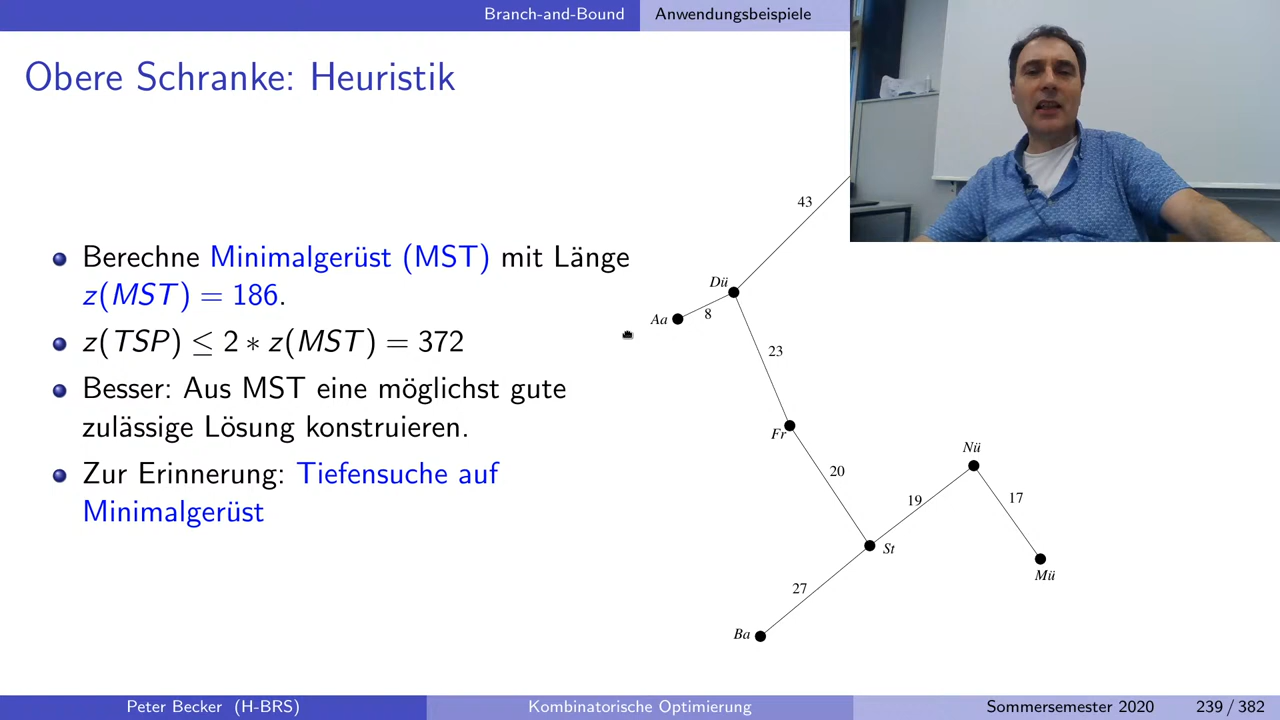 Branch-and-Bound Anwendungsbeispiele
Obere Schranke: Heuristik
Berechne Minimalgerüst (MST) mit Länge
z(MST) = 186.
z(TSP) ≤ 2 ∗ z(MST) = 372
Besser: Aus MST eine möglichst gute
zulässige Lösung konstruieren.
Zur Erinnerung: Tiefensuche auf
Minimalgerüst
43
Dü
Aa
8
23
Fr
20
Nü
19
17
St
Mü
27
Ba
Peter Becker (H-BRS) Kombinatorische Optimierung Sommersemester 2020 239 / 382